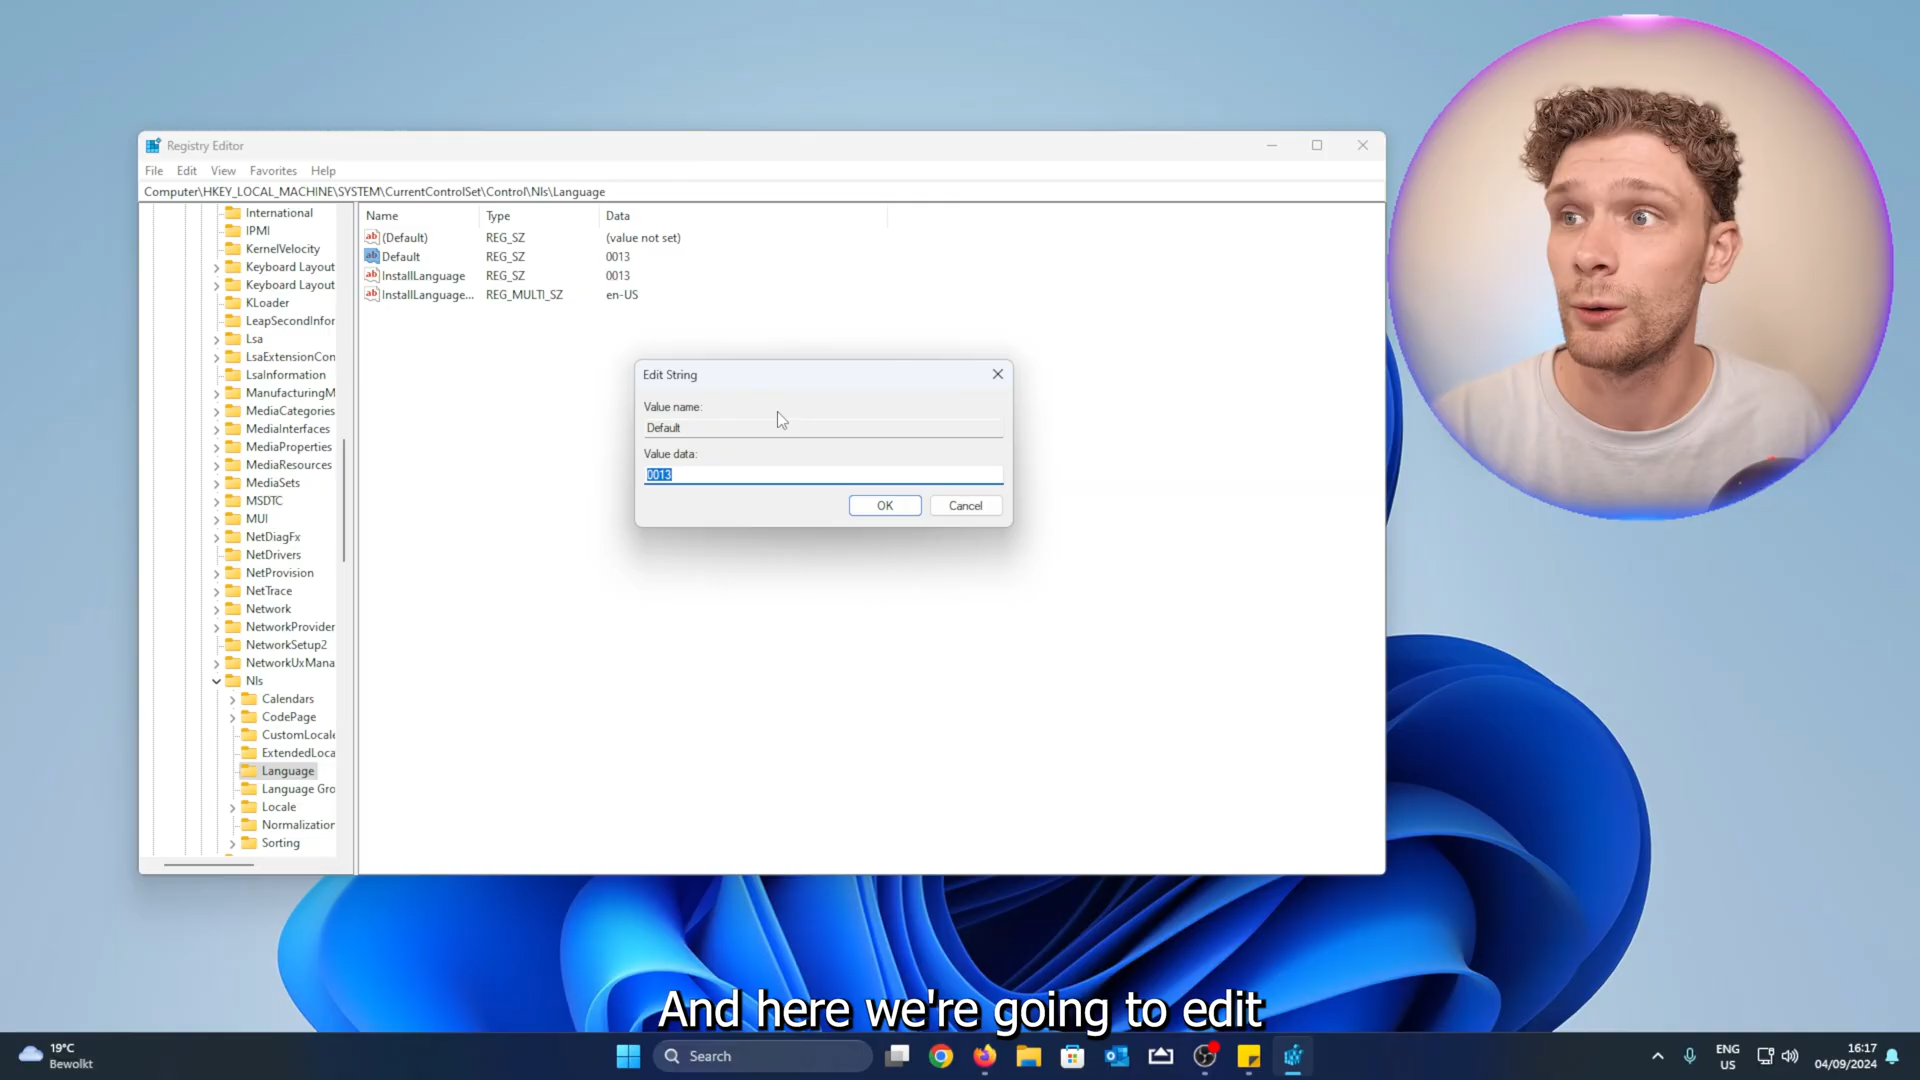 Registry Editor
File Edit View Favorites Help
Computer\HKEY_LOCAL_MACHINE\SYSTEM\CurrentControlSet\Control\Nls\Language
International
IPMI
KernelVelocity
Keyboard Layout
Keyboard Layout
KLoader
LeapSecondInfor
Lsa
LsaExtensionCon
LsaInformation
ManufacturingM
MediaCategories
MediaInterfaces
MediaProperties
MediaResources
MediaSets
MSDTC
MUI
NetDiagFx
NetDrivers
NetProvision
NetTrace
Network
NetworkProvider
NetworkSetup2
NetworkUxMana
Nls
Calendars
CodePage
CustomLocale
ExtendedLoca
Language
Language Gro
Locale
Normalization
Sorting
Name Type Data
ab (Default) REG_SZ (value not set)
ab Default REG_SZ 0013
ab InstallLanguage REG_SZ 0013
ab InstallLanguage... REG_MULTI_SZ en-US
Edit String
Value name:
Default
Value data:
0013
OK Cancel
And here we're going to edit
19°C
Bewolkt
Search
ENG
US
16:17
04/09/2024